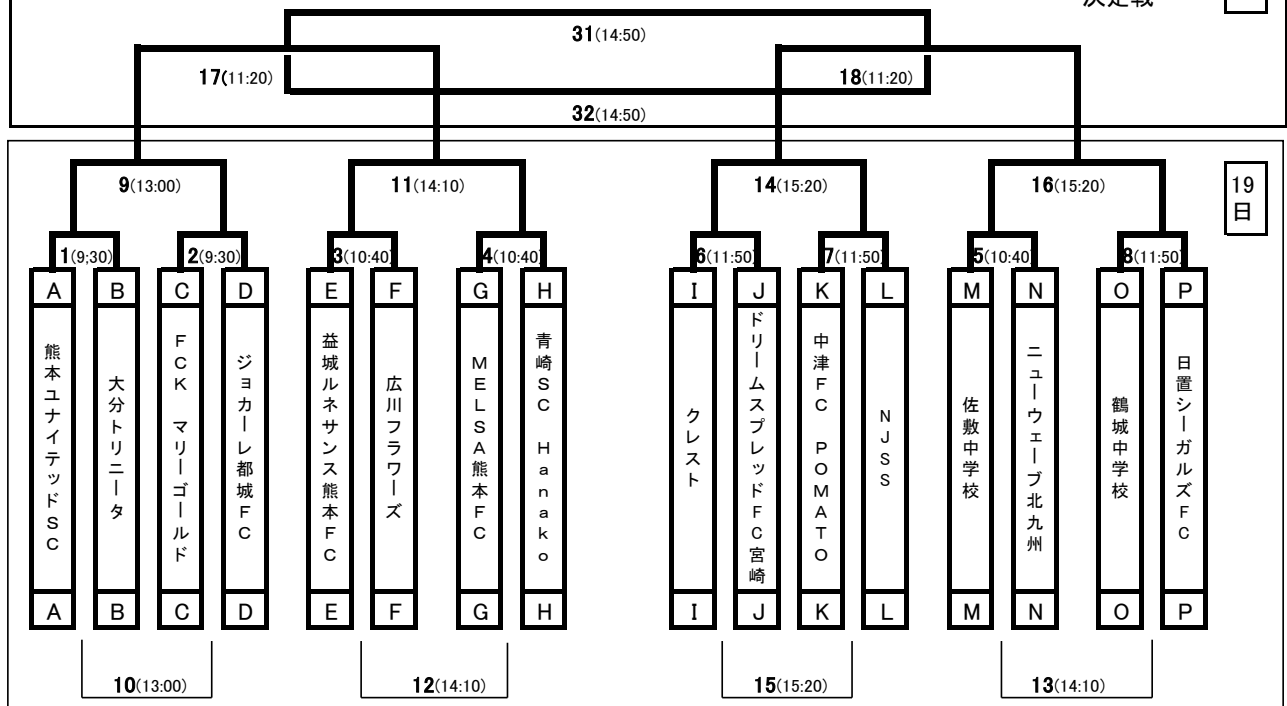 決定戦
31(14:50)
17(11:20)
18(11:20)
32(14:50)
9(13:00)
11(14:10)
14(15:20)
16(15:20)
19
日
1(9;30)
2(9:30)
3(10:40)
4(10:40)
6(11:50)
7(11:50)
5(10:40)
8(11:50)
A B C D E F G H I J K L M N O P
熊本ユナイテッドSC
大分トリニータ
FCK マリーゴールド
ジョカーレ都城FC
益城ルネサンス熊本FC
広川フラワーズ
MELSA熊本FC
青崎SC Hanako
クレスト
ドリームスプレッドFC宮崎
中津FC POMATO
NJSS
佐敷中学校
ニューウェーブ北九州
鶴城中学校
日置シーガルズFC
A B C D E F G H I J K L M N O P
10(13:00)
12(14:10)
15(15:20)
13(14:10)